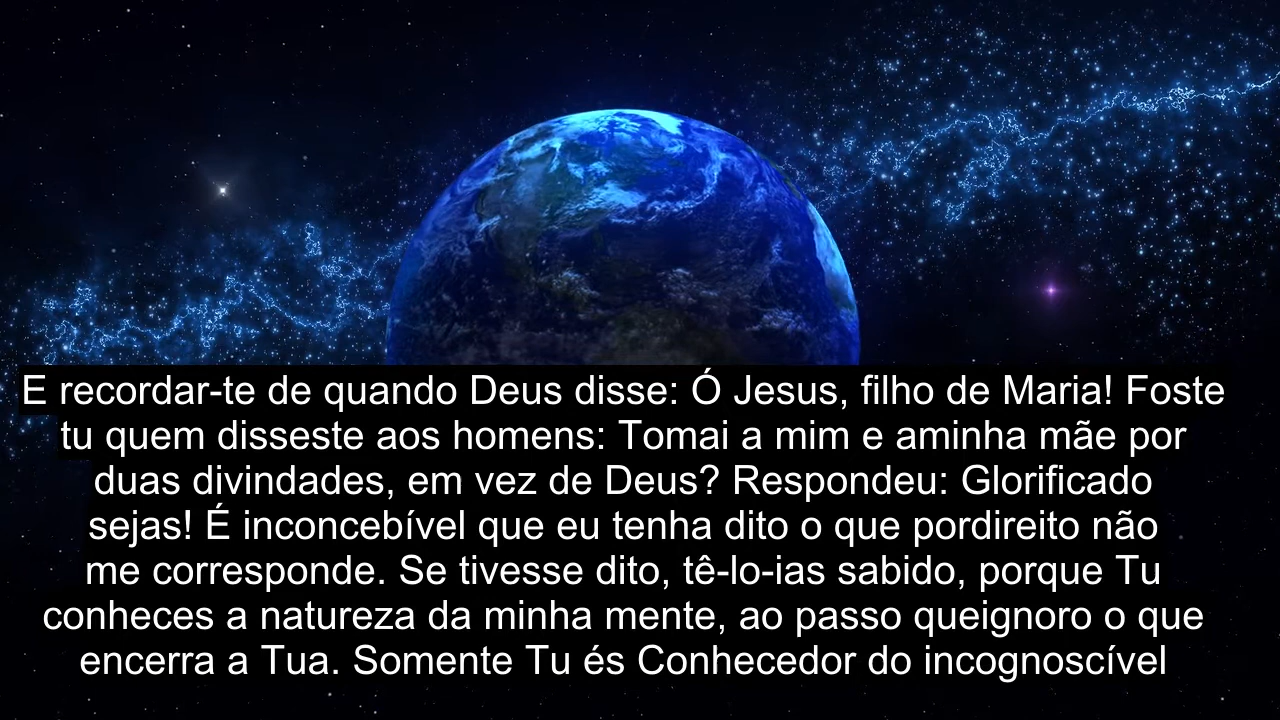 E recordar-te de quando Deus disse: Ó Jesus, filho de Maria! Foste
tu quem disseste aos homens: Tomai a mim e aminha mãe por
duas divindades, em vez de Deus? Respondeu: Glorificado
sejas! É inconcebível que eu tenha dito o que pordireito não
me corresponde. Se tivesse dito, tê-lo-ias sabido, porque Tu
conheces a natureza da minha mente, ao passo queignoro o que
encerra a Tua. Somente Tu és Conhecedor do incognoscível